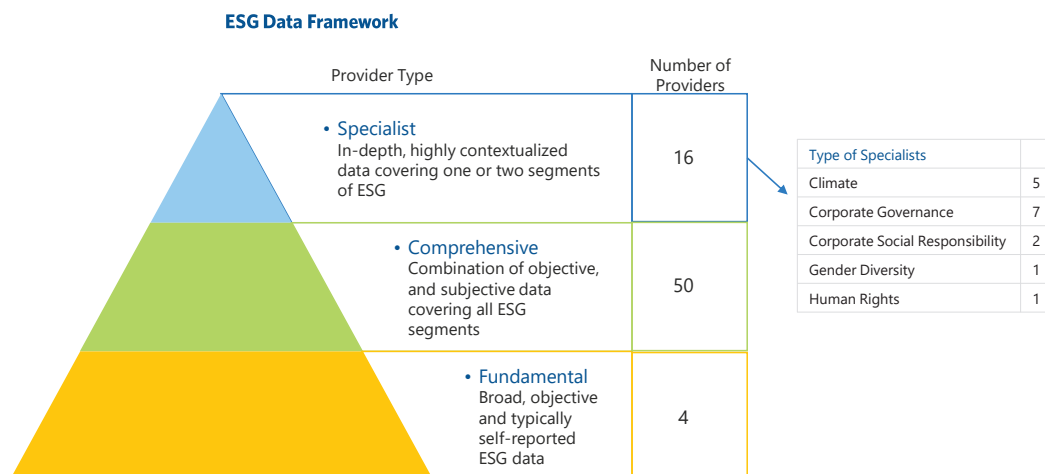 ESG Data Framework
Provider Type
Number of
Providers
• Specialist
In-depth, highly contextualized
data covering one or two segments
of ESG
16
• Comprehensive
Combination of objective,
and subjective data
covering all ESG
segments
50
• Fundamental
Broad, objective
and typically
self-reported
ESG data
4
Type of Specialists
Climate 5
Corporate Governance 7
Corporate Social Responsibility 2
Gender Diversity 1
Human Rights 1